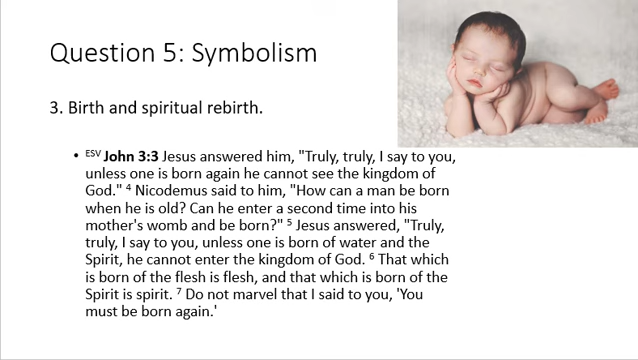 Question 5: Symbolism
3. Birth and spiritual rebirth.
• ESV John 3:3 Jesus answered him, "Truly, truly, I say to you,
unless one is born again he cannot see the kingdom of
God." 4 Nicodemus said to him, "How can a man be born
when he is old? Can he enter a second time into his
mother's womb and be born?" 5 Jesus answered, "Truly,
truly, I say to you, unless one is born of water and the
Spirit, he cannot enter the kingdom of God. 6 That which
is born of the flesh is flesh, and that which is born of the
Spirit is spirit. 7 Do not marvel that I said to you, 'You
must be born again.'